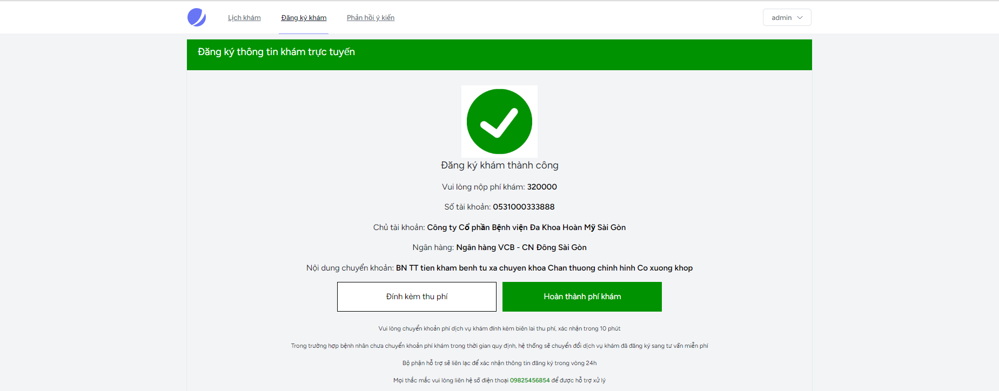 Lịch khám Đăng ký khám Phản hồi ý kiến admin
Đăng ký thông tin khám trực tuyến
Đăng ký khám thành công
Vui lòng nộp phí khám: 320000
Số tài khoản: 0531000333888
Chủ tài khoản: Công ty Cổ phần Bệnh viện Đa Khoa Hoàn Mỹ Sài Gòn
Ngân hàng: Ngân hàng VCB - CN Đông Sài Gòn
Nội dung chuyển khoản: BN TT tien kham benh tu xa chuyen khoa Chan thuong chinh hinh Co xuong khop
Đính kèm thu phí Hoàn thành phí khám
Vui lòng chuyển khoản phí dịch vụ khám đính kèm biên lai thu phí, xác nhận trong 10 phút
Trong trường hợp bệnh nhân chưa chuyển khoản phí khám trong thời gian quy định, hệ thống sẽ chuyển đổi dịch vụ khám đã đăng ký sang tư vấn miễn phí
Bộ phận hỗ trợ sẽ liên lạc để xác nhận thông tin đăng ký trong vòng 24h
Mọi thắc mắc vui lòng liên hệ số điện thoại 09825456854 để được hỗ trợ xử lý